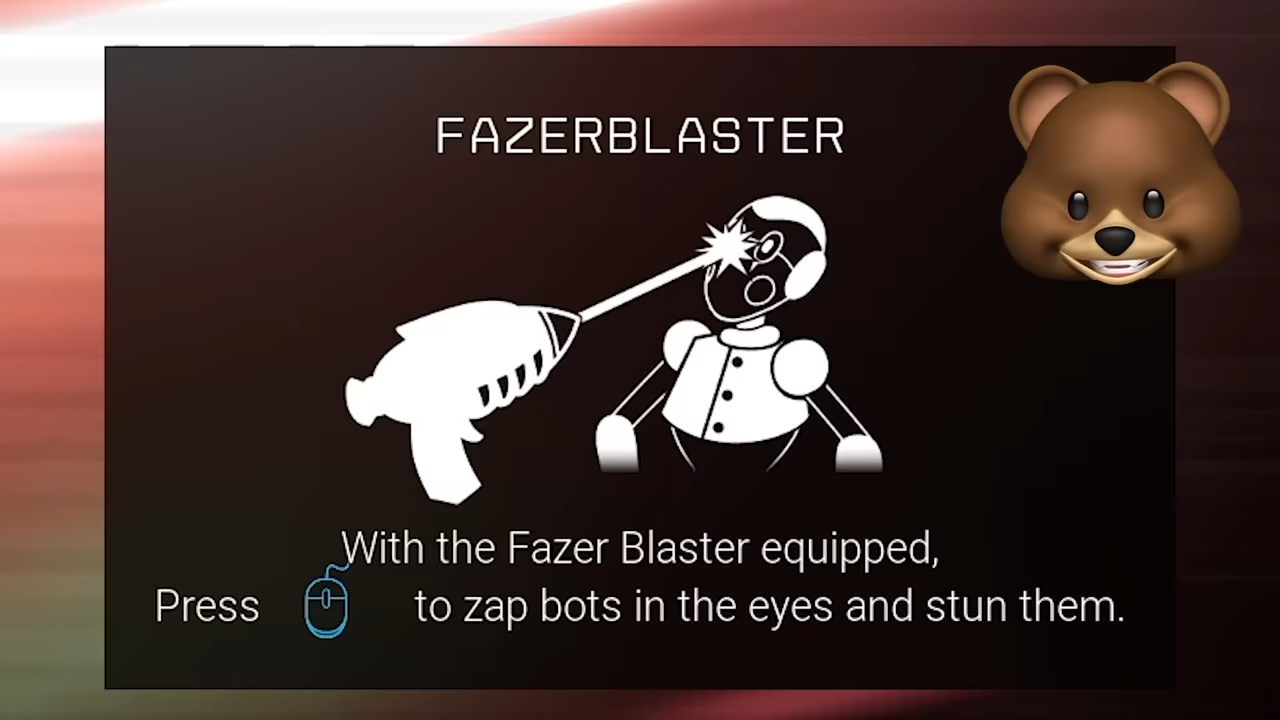 FAZERBLASTER
With the Fazer Blaster equipped,
Press to zap bots in the eyes and stun them.